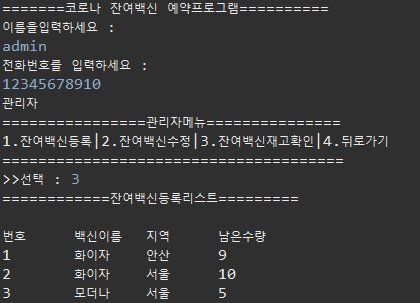 =======코로나 잔여백신 예약프로그램==========
이름을입력하세요 :
admin
전화번호를 입력하세요 :
12345678910
관리자
================관리자메뉴===============
1.잔여백신등록|2.잔여백신수정|3.잔여백신재고확인|4.뒤로가기
======================================
>>선택 : 3
============잔여백신등록리스트=========
번호 백신이름 지역 남은수량
1 화이자 안산 9
2 화이자 서울 10
3 모더나 서울 5